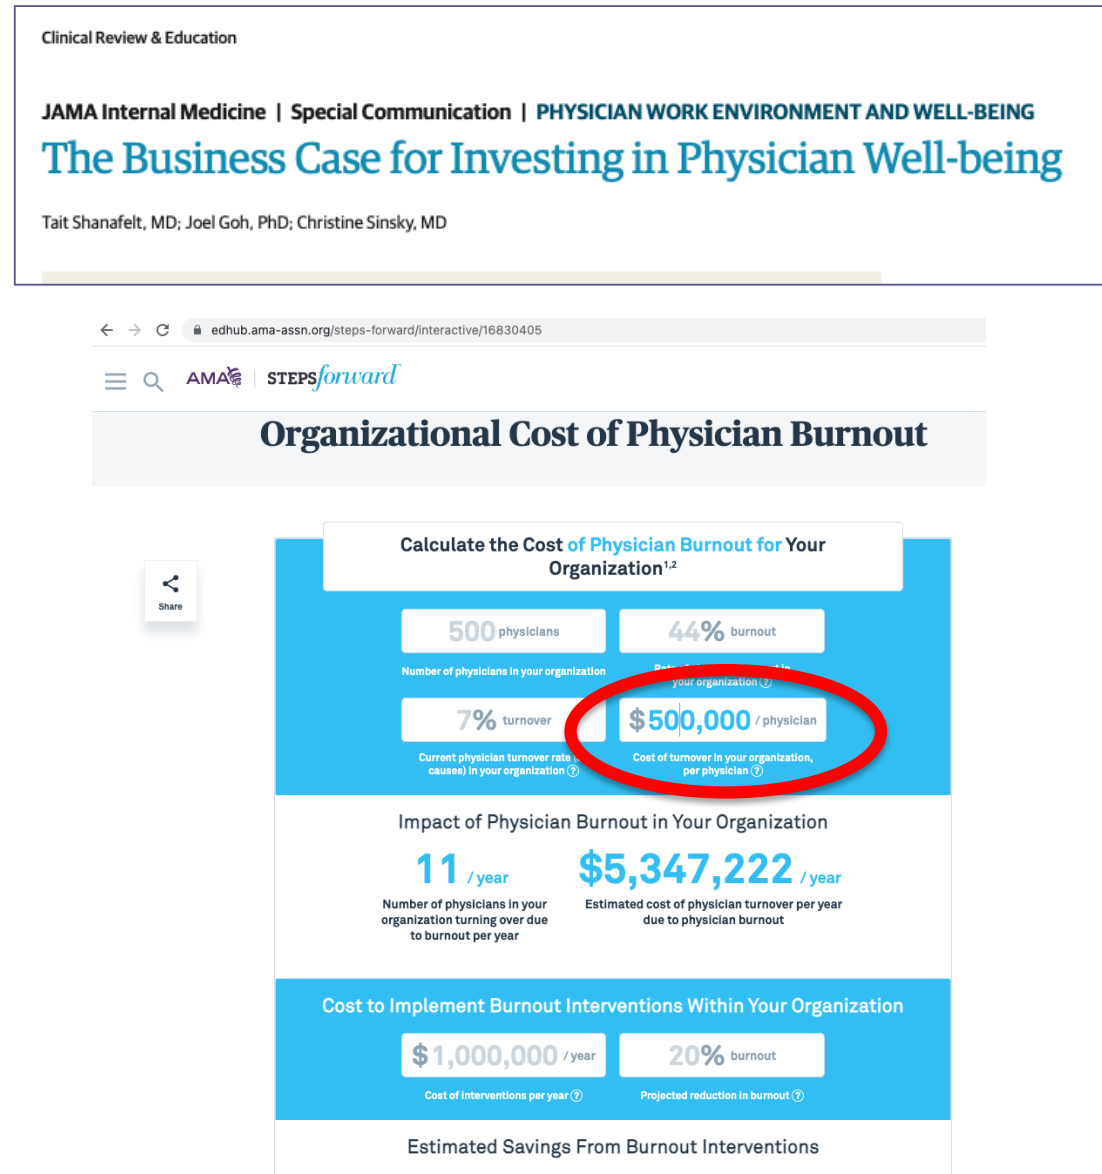 Clinical Review & Education
JAMA Internal Medicine | Special Communication | PHYSICIAN WORK ENVIRONMENT AND WELL-BEING
The Business Case for Investing in Physician Well-being
Tait Shanafelt, MD; Joel Goh, PhD; Christine Sinsky, MD
edhub.ama-assn.org/steps-forward/interactive/16830405
AMA | STEPSforward™
Organizational Cost of Physician Burnout
Share
Calculate the Cost of Physician Burnout for Your
Organization1,2
500 physicians
44% burnout
Number of physicians in your organization
your organization ?
7% turnover
$500,000 / physician
Current physician turnover rate
causes) in your organization ?
Cost of turnover in your organization,
per physician ?
Impact of Physician Burnout in Your Organization
11 / year
$5,347,222 / year
Number of physicians in your
organization turning over due
to burnout per year
Estimated cost of physician turnover per year
due to physician burnout
Cost to Implement Burnout Interventions Within Your Organization
$1,000,000 / year
20% burnout
Cost of interventions per year ?
Projected reduction in burnout ?
Estimated Savings From Burnout Interventions